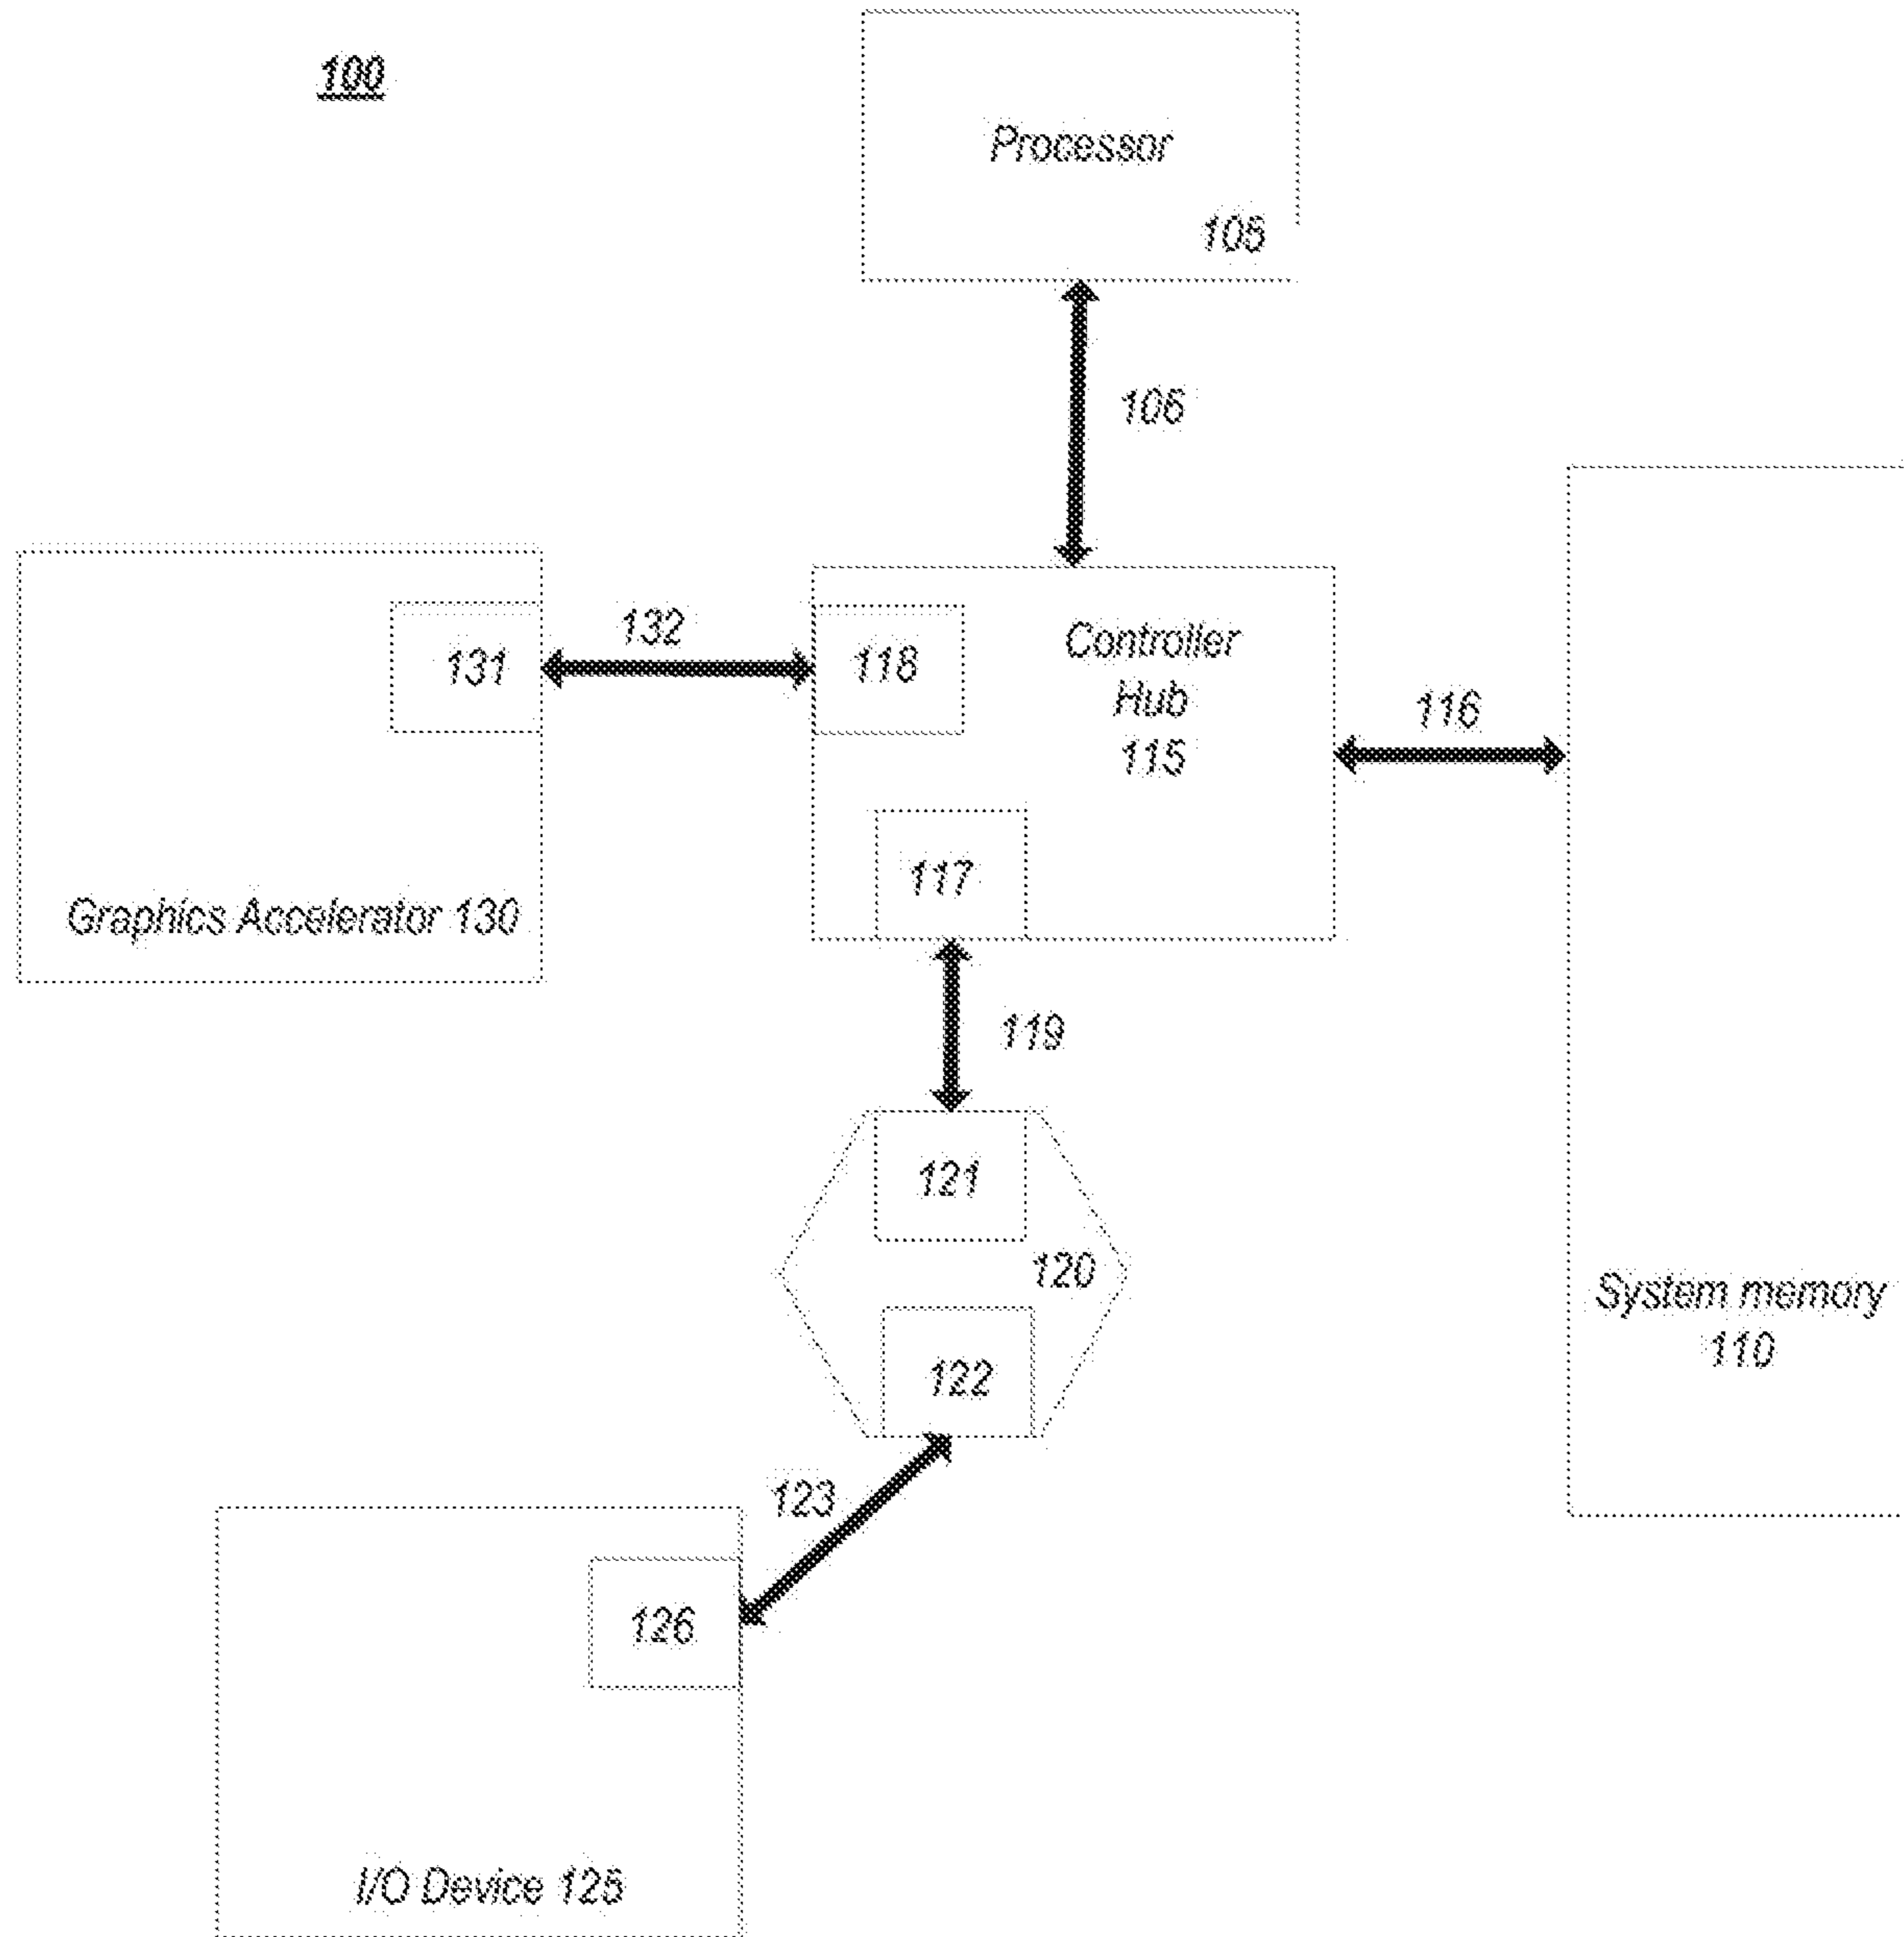 100
Processor
105
106
132
131
118
Controller
Hub
115
116
117
Graphics Accelerator 130
119
121
120
122
System memory
110
123
126
I/O Device 125